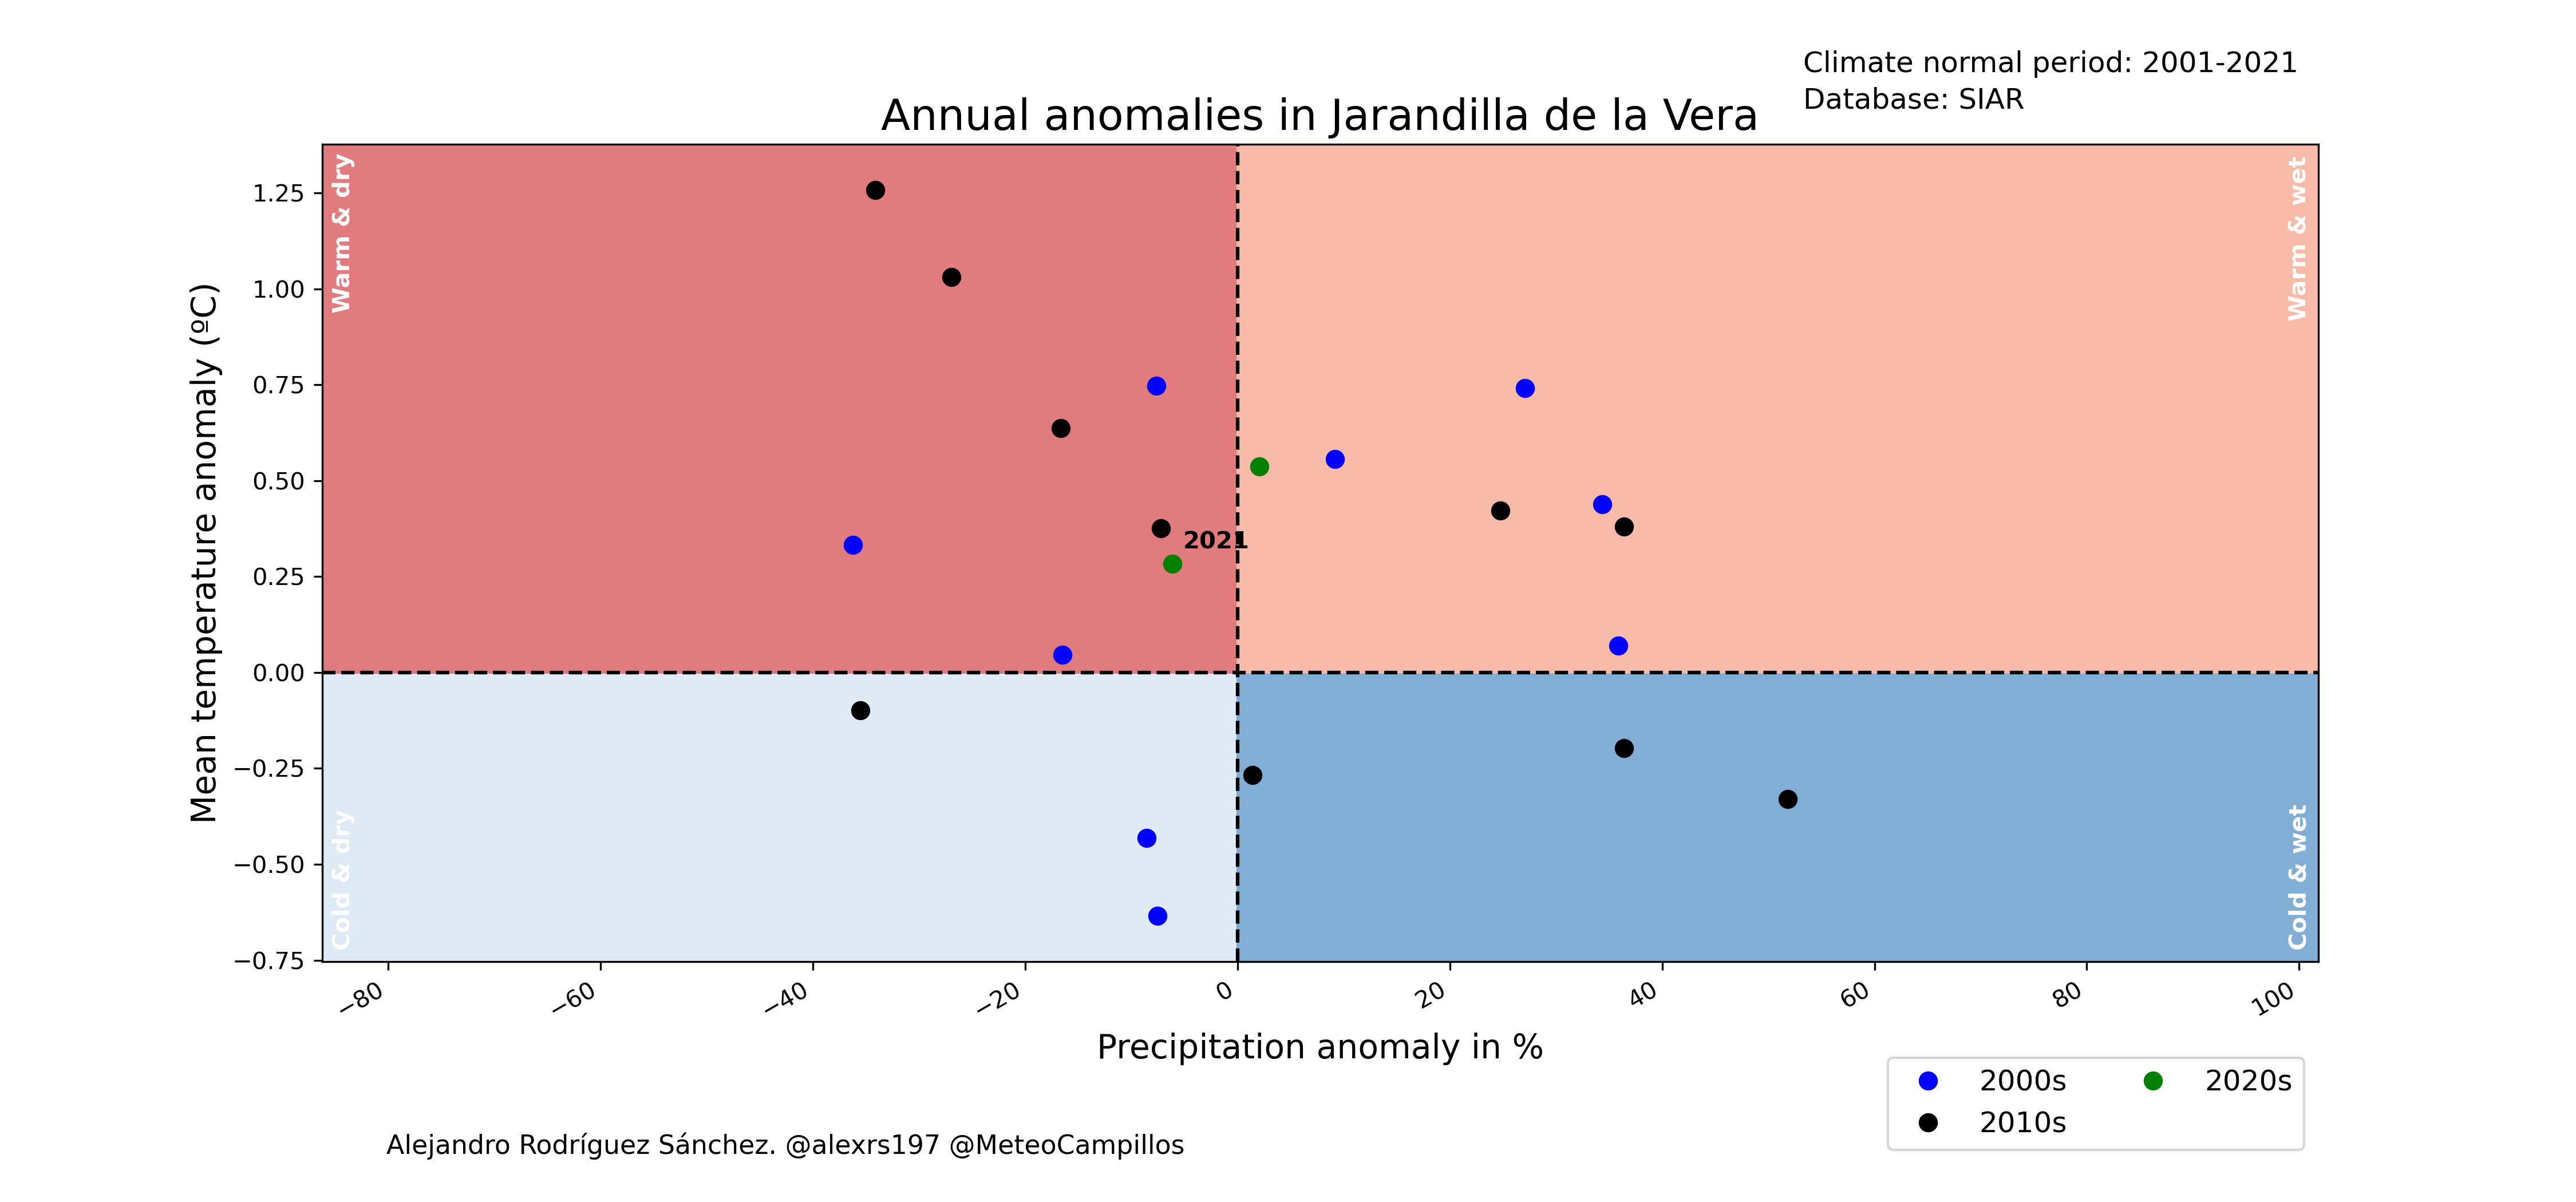 Climate normal period: 2001-2021
Database: SIAR
Annual anomalies in Jarandilla de la Vera
Warm & dry
Warm & wet
Mean temperature anomaly (ºC)
1.25
1.00
0.75
0.50
0.25
0.00
−0.25
−0.50
−0.75
2021
Cold & dry
Cold & wet
−80
−60
−40
−20
0
20
40
60
80
100
Precipitation anomaly in %
2000s
2010s
2020s
Alejandro Rodríguez Sánchez. @alexrs197 @MeteoCampillos